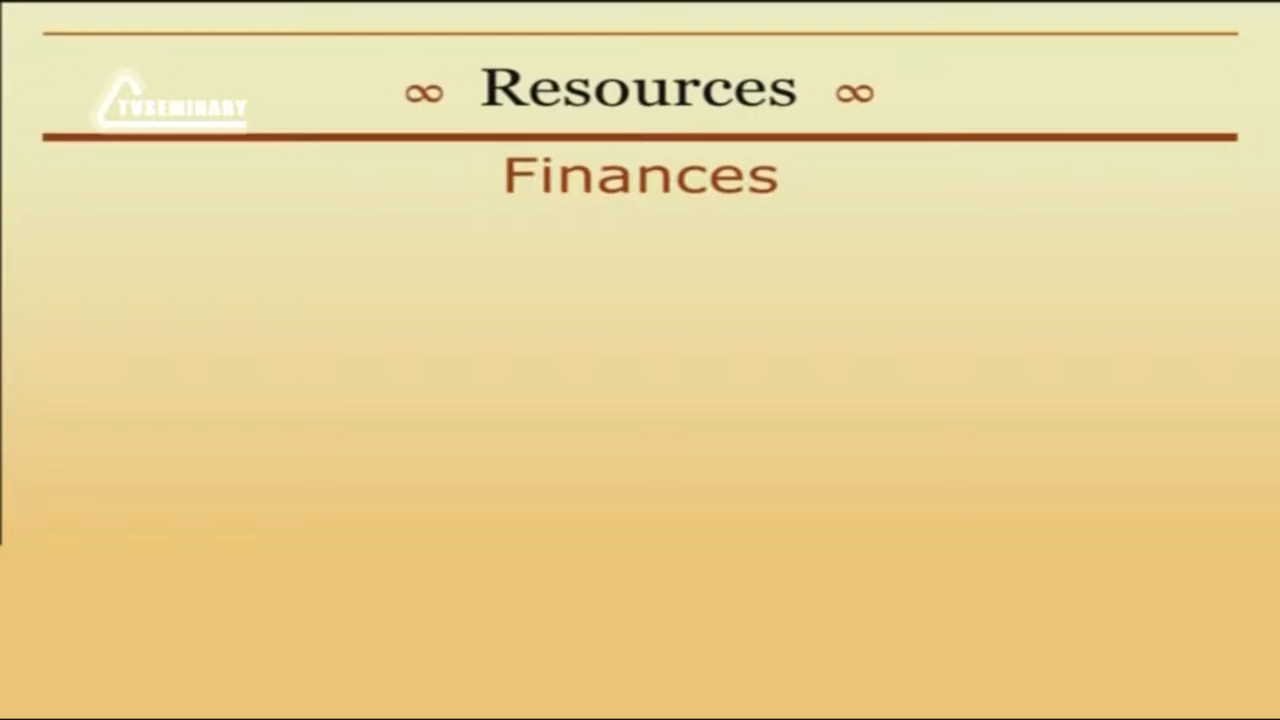 ∞ Resources ∞
TVSEMINARY
Finances